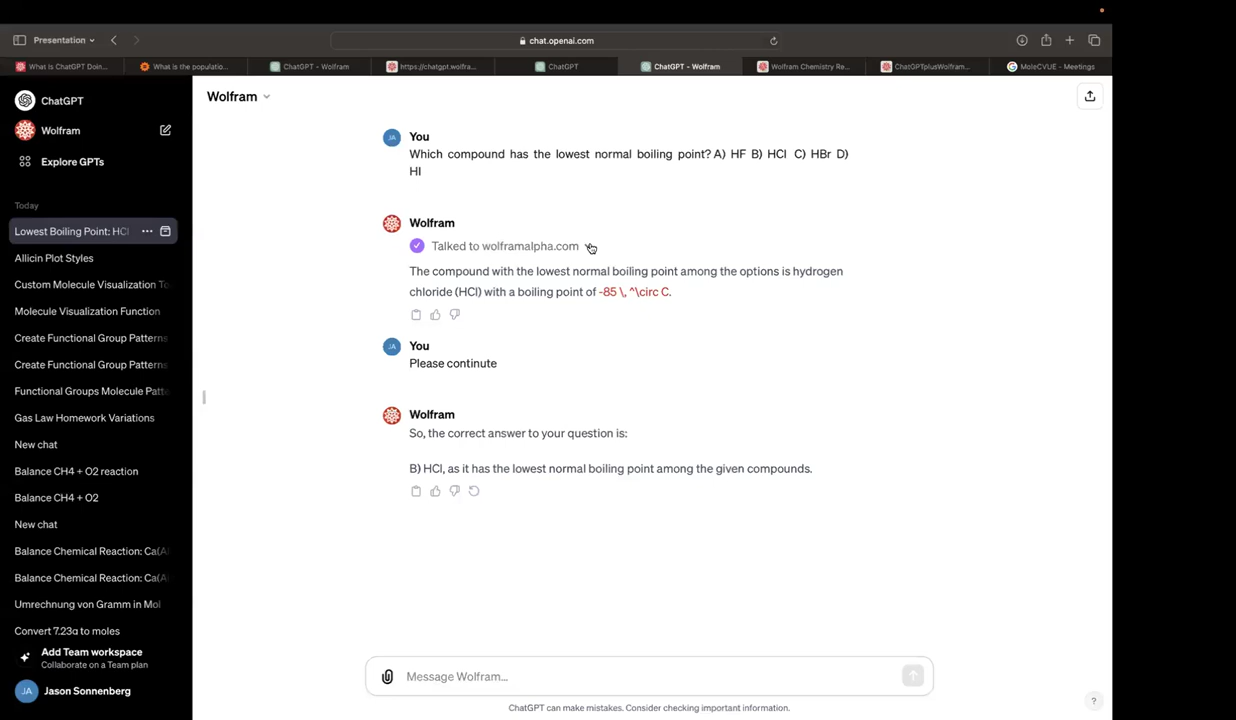 Presentation
chat.openai.com
What Is ChatGPT Doin...
What is the populatio...
ChatGPT - Wolfram
https://chatgpt.wolfra...
ChatGPT
ChatGPT - Wolfram
Wolfram Chemistry Re...
ChatGPTplusWolfram...
MoleCVUE - Meetings
ChatGPT
Wolfram
Explore GPTs
Today
Lowest Boiling Point: HCl
Allicin Plot Styles
Custom Molecule Visualization To
Molecule Visualization Function
Create Functional Group Patterns
Create Functional Group Patterns
Functional Groups Molecule Patte
Gas Law Homework Variations
New chat
Balance CH4 + O2 reaction
Balance CH4 + O2
New chat
Balance Chemical Reaction: Ca(Al
Balance Chemical Reaction: Ca(Al
Umrechnung von Gramm in Mol
Convert 7.23g to moles
Add Team workspace
Collaborate on a Team plan
JA
Jason Sonnenberg
Wolfram
JA
You
Which compound has the lowest normal boiling point? A) HF B) HCl C) HBr D)
HI
Wolfram
Talked to wolframalpha.com
The compound with the lowest normal boiling point among the options is hydrogen
chloride (HCl) with a boiling point of -85 \, ^\circ C.
JA
You
Please continute
Wolfram
So, the correct answer to your question is:
B) HCl, as it has the lowest normal boiling point among the given compounds.
Message Wolfram...
ChatGPT can make mistakes. Consider checking important information.
?